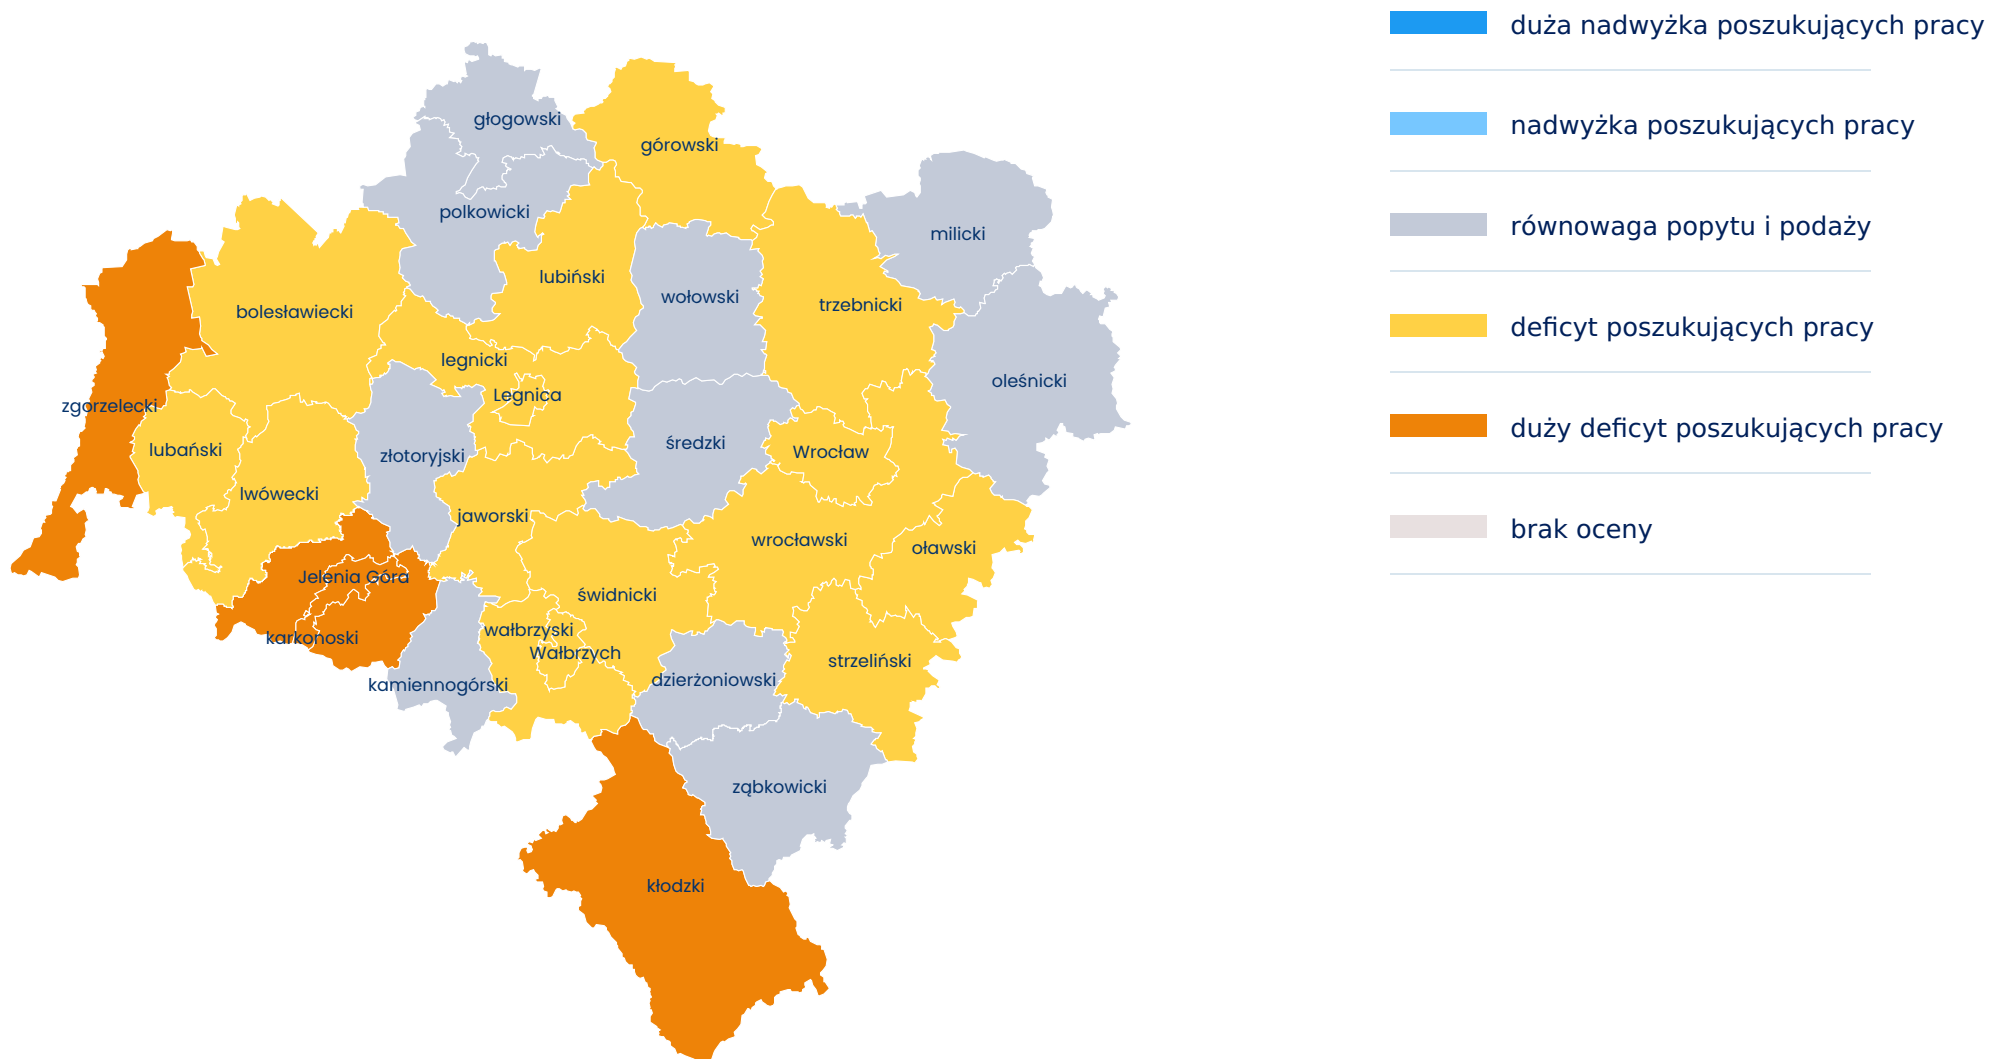 duża nadwyżka poszukujących pracy
nadwyżka poszukujących pracy
równowaga popytu i podaży
deficyt poszukujących pracy
duży deficyt poszukujących pracy
brak oceny
głogowski
górowski
polkowicki
milicki
lubiński
wołowski
trzebnicki
bolesławiecki
legnicki
oleśnicki
Legnica
zgorzelecki
średzki
lubański
Wrocław
złotoryjski
lwówecki
jaworski
wrocławski
oławski
Jelenia Góra
świdnicki
wałbrzyski
karkonoski
Wałbrzych
strzeliński
dzierżoniowski
kamiennogórski
ząbkowicki
kłodzki